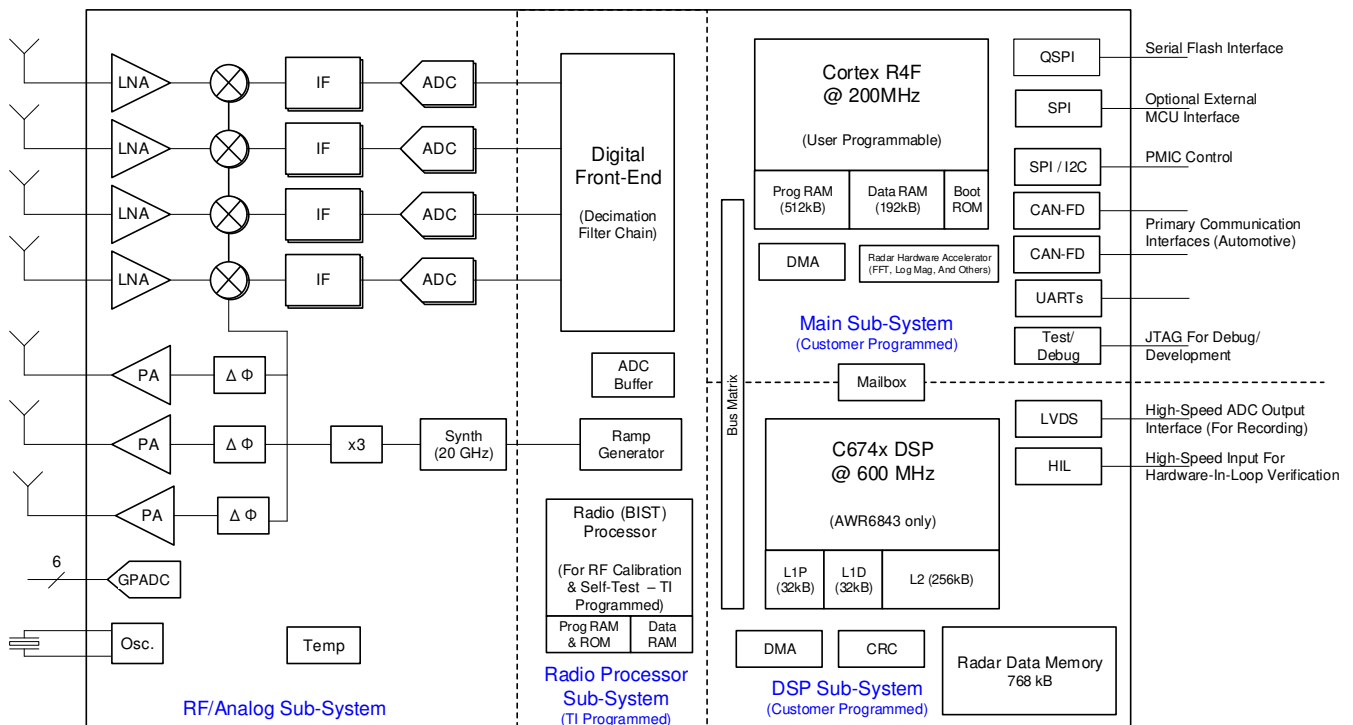 LNA
IF
ADC
LNA
IF
ADC
LNA
IF
ADC
LNA
IF
ADC
PA
Δ Φ
PA
Δ Φ
x3
Synth
(20 GHz)
PA
Δ Φ
6
GPADC
Osc.
Temp
RF/Analog Sub-System
Digital
Front-End
(Decimation
Filter Chain)
ADC
Buffer
Ramp
Generator
Radio (BIST)
Processor
(For RF Calibration
& Self-Test – TI
Programmed)
Prog RAM
& ROM
Data
RAM
Radio Processor
Sub-System
(TI Programmed)
Bus Matrix
Cortex R4F
@ 200MHz
(User Programmable)
Prog RAM
(512kB)
Data RAM
(192kB)
Boot
ROM
DMA
Radar Hardware Accelerator
(FFT, Log Mag, And Others)
Main Sub-System
(Customer Programmed)
Mailbox
C674x DSP
@ 600 MHz
(AWR6843 only)
L1P
(32kB)
L1D
(32kB)
L2 (256kB)
DMA
CRC
DSP Sub-System
(Customer Programmed)
Radar Data Memory
768 kB
QSPI
Serial Flash Interface
SPI
Optional External
MCU Interface
SPI / I2C
PMIC Control
CAN-FD
Primary Communication
Interfaces (Automotive)
CAN-FD
UARTs
Test/
Debug
JTAG For Debug/
Development
LVDS
High-Speed ADC Output
Interface (For Recording)
HIL
High-Speed Input For
Hardware-In-Loop Verification